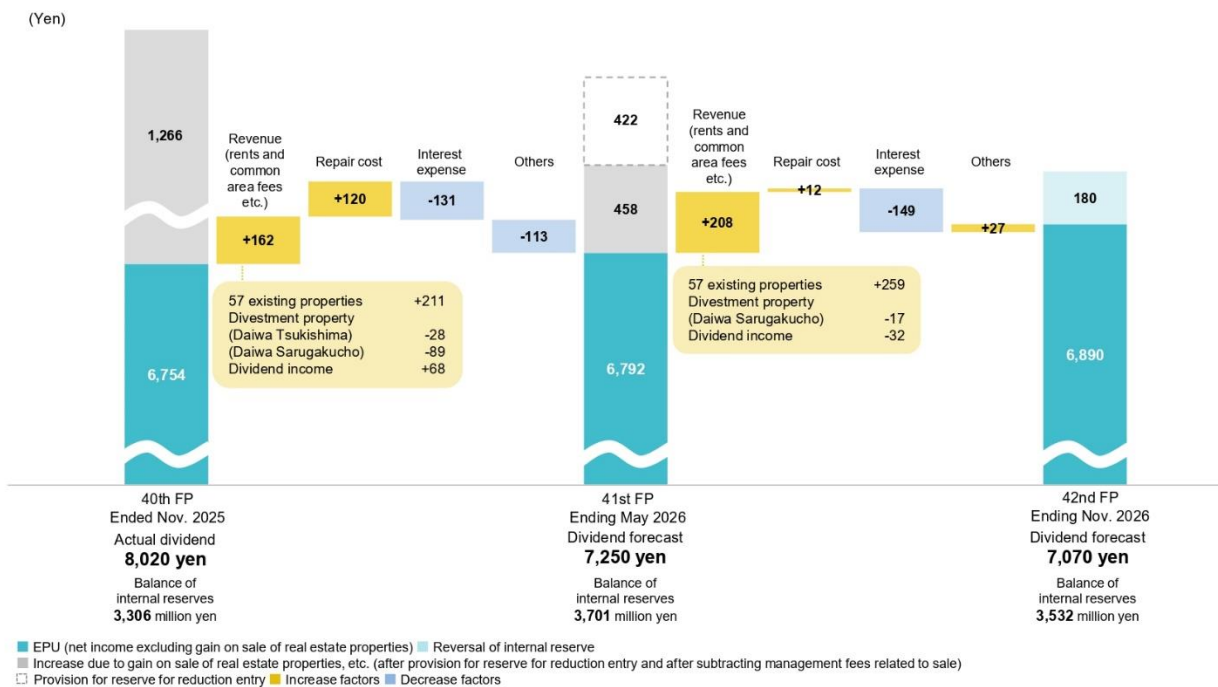 (Yen)
1,266
6,754
Revenue
(rents and
common
area fees
etc.)
+162
Repair cost
+120
Interest
expense
-131
Others
-113
57 existing properties +211
Divestment property
(Daiwa Tsukishima) -28
(Daiwa Sarugakucho) -89
Dividend income +68
422
458
6,792
Revenue
(rents and
common
area fees
etc.)
+208
Repair cost
+12
Interest
expense
-149
Others
+27
57 existing properties +259
Divestment property
(Daiwa Sarugakucho) -17
Dividend income -32
180
6,890
40th FP
Ended Nov. 2025
Actual dividend
8,020 yen
Balance of
internal reserves
3,306 million yen
41st FP
Ending May 2026
Dividend forecast
7,250 yen
Balance of
internal reserves
3,701 million yen
42nd FP
Ending Nov. 2026
Dividend forecast
7,070 yen
Balance of
internal reserves
3,532 million yen
EPU (net income excluding gain on sale of real estate properties) Reversal of internal reserve
Increase due to gain on sale of real estate properties, etc. (after provision for reserve for reduction entry and after subtracting management fees related to sale)
Provision for reserve for reduction entry Increase factors Decrease factors